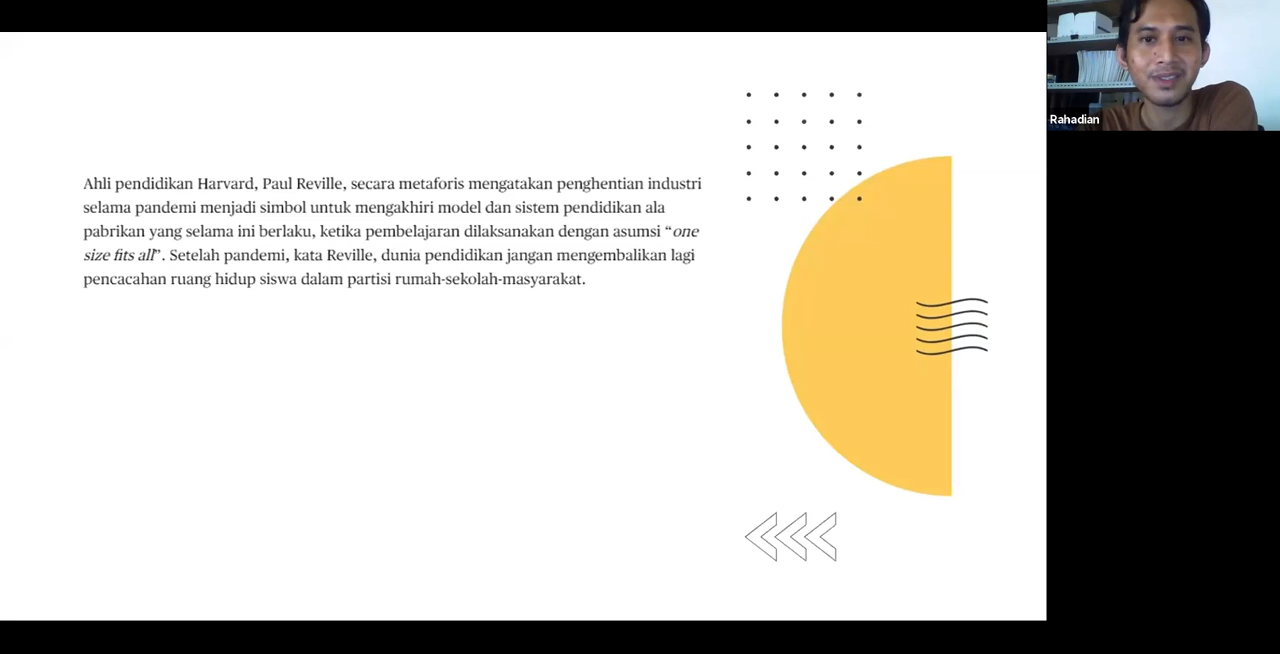 Ahli pendidikan Harvard, Paul Reville, secara metaforis mengatakan penghentian industri
selama pandemi menjadi simbol untuk mengakhiri model dan sistem pendidikan ala
pabrikan yang selama ini berlaku, ketika pembelajaran dilaksanakan dengan asumsi “one
size fits all”. Setelah pandemi, kata Reville, dunia pendidikan jangan mengembalikan lagi
pencacahan ruang hidup siswa dalam partisi rumah-sekolah-masyarakat.
Rahadian